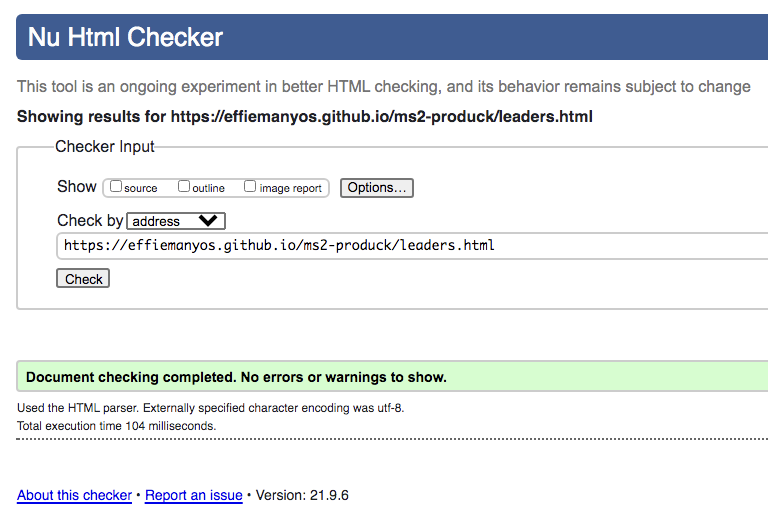 Nu Html Checker
This tool is an ongoing experiment in better HTML checking, and its behavior remains subject to change
Showing results for https://effiemanyos.github.io/ms2-produck/leaders.html
Checker Input
Show source outline image report Options...
Check by address
https://effiemanyos.github.io/ms2-produck/leaders.html
Check
Document checking completed. No errors or warnings to show.
Used the HTML parser. Externally specified character encoding was utf-8.
Total execution time 104 milliseconds.
About this checker • Report an issue • Version: 21.9.6